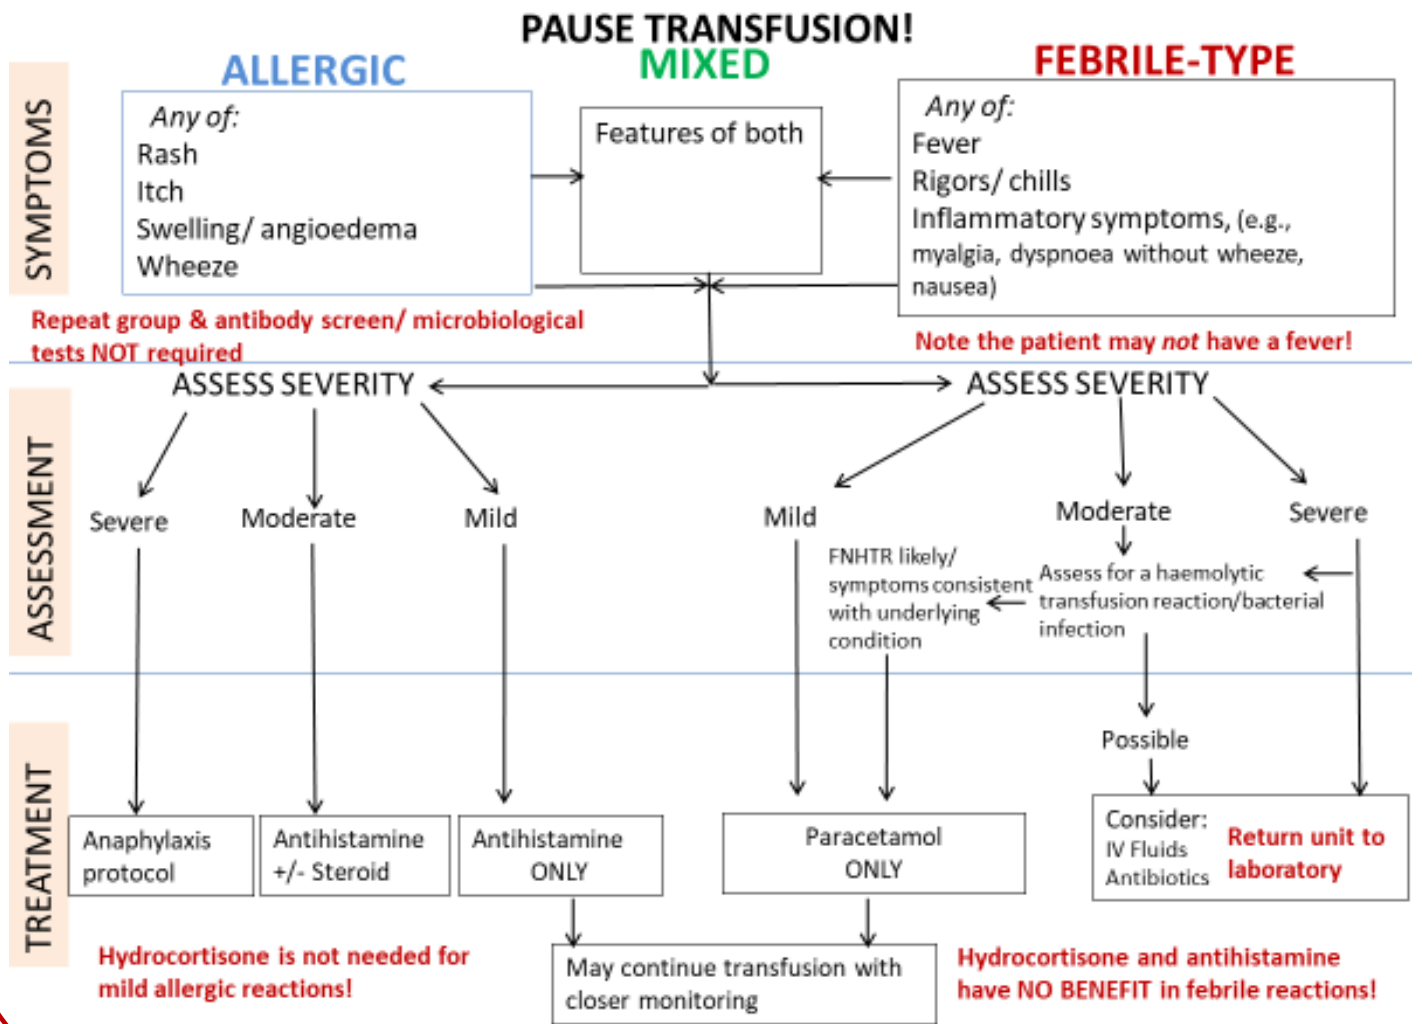 PAUSE TRANSFUSION!
ALLERGIC
MIXED
FEBRILE-TYPE
SYMPTOMS
Any of:
Rash
Itch
Swelling/ angioedema
Wheeze
Features of both
Any of:
Fever
Rigors/ chills
Inflammatory symptoms, (e.g.,
myalgia, dyspnoea without wheeze,
nausea)
Repeat group & antibody screen/ microbiological
tests NOT required
Note the patient may not have a fever!
ASSESSMENT
ASSESS SEVERITY
ASSESS SEVERITY
Severe
Moderate
Mild
Mild
Moderate
Severe
FNHTR likely/
symptoms consistent
with underlying
condition
Assess for a haemolytic
transfusion reaction/bacterial
infection
TREATMENT
Possible
Anaphylaxis
protocol
Antihistamine
+/- Steroid
Antihistamine
ONLY
Paracetamol
ONLY
Consider:
IV Fluids
Antibiotics
Return unit to
laboratory
Hydrocortisone is not needed for
mild allergic reactions!
May continue transfusion with
closer monitoring
Hydrocortisone and antihistamine
have NO BENEFIT in febrile reactions!